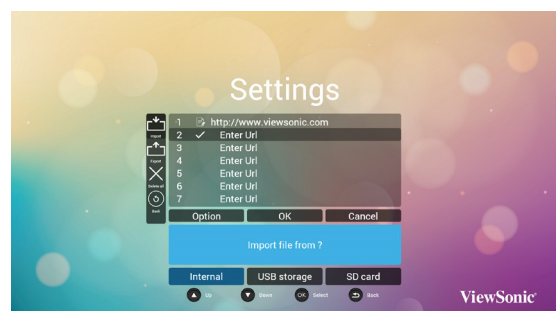 Settings
Import
Export
Delete all
Back
1 http://www.viewsonic.com
2 Enter Url
3 Enter Url
4 Enter Url
5 Enter Url
6 Enter Url
7 Enter Url
Option OK Cancel
Import file from ?
Internal USB storage SD card
Up Down OK Select Back
ViewSonic